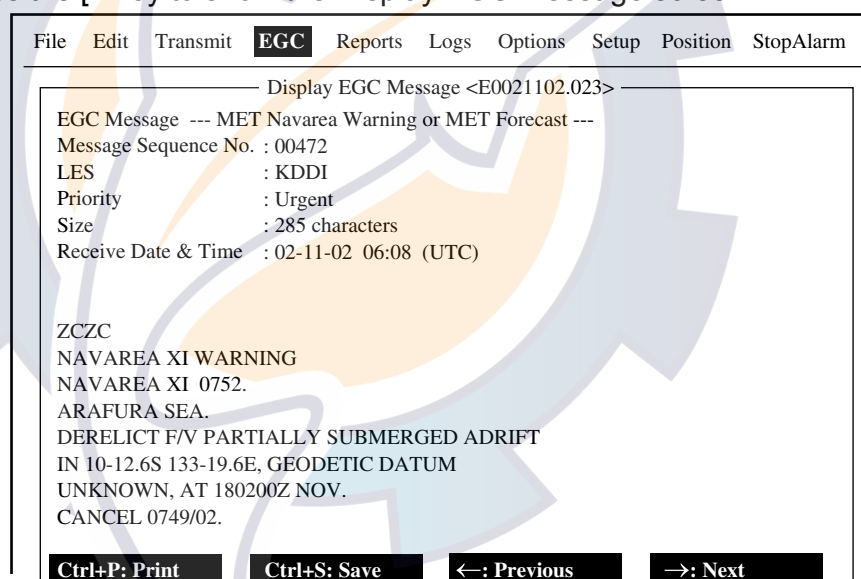 File Edit Transmit EGC Reports Logs Options Setup Position StopAlarm
Display EGC Message <E0021102.023>
EGC Message --- MET Navarea Warning or MET Forecast ---
Message Sequence No. : 00472
LES : KDDI
Priority : Urgent
Size : 285 characters
Receive Date & Time : 02-11-02 06:08 (UTC)
ZCZC
NAVAREA XI WARNING
NAVAREA XI 0752.
ARAFURA SEA.
DERELICT F/V PARTIALLY SUBMERGED ADRIFT
IN 10-12.6S 133-19.6E, GEODETIC DATUM
UNKNOWN, AT 180200Z NOV.
CANCEL 0749/02.
Ctrl+P: Print Ctrl+S: Save ←: Previous →: Next